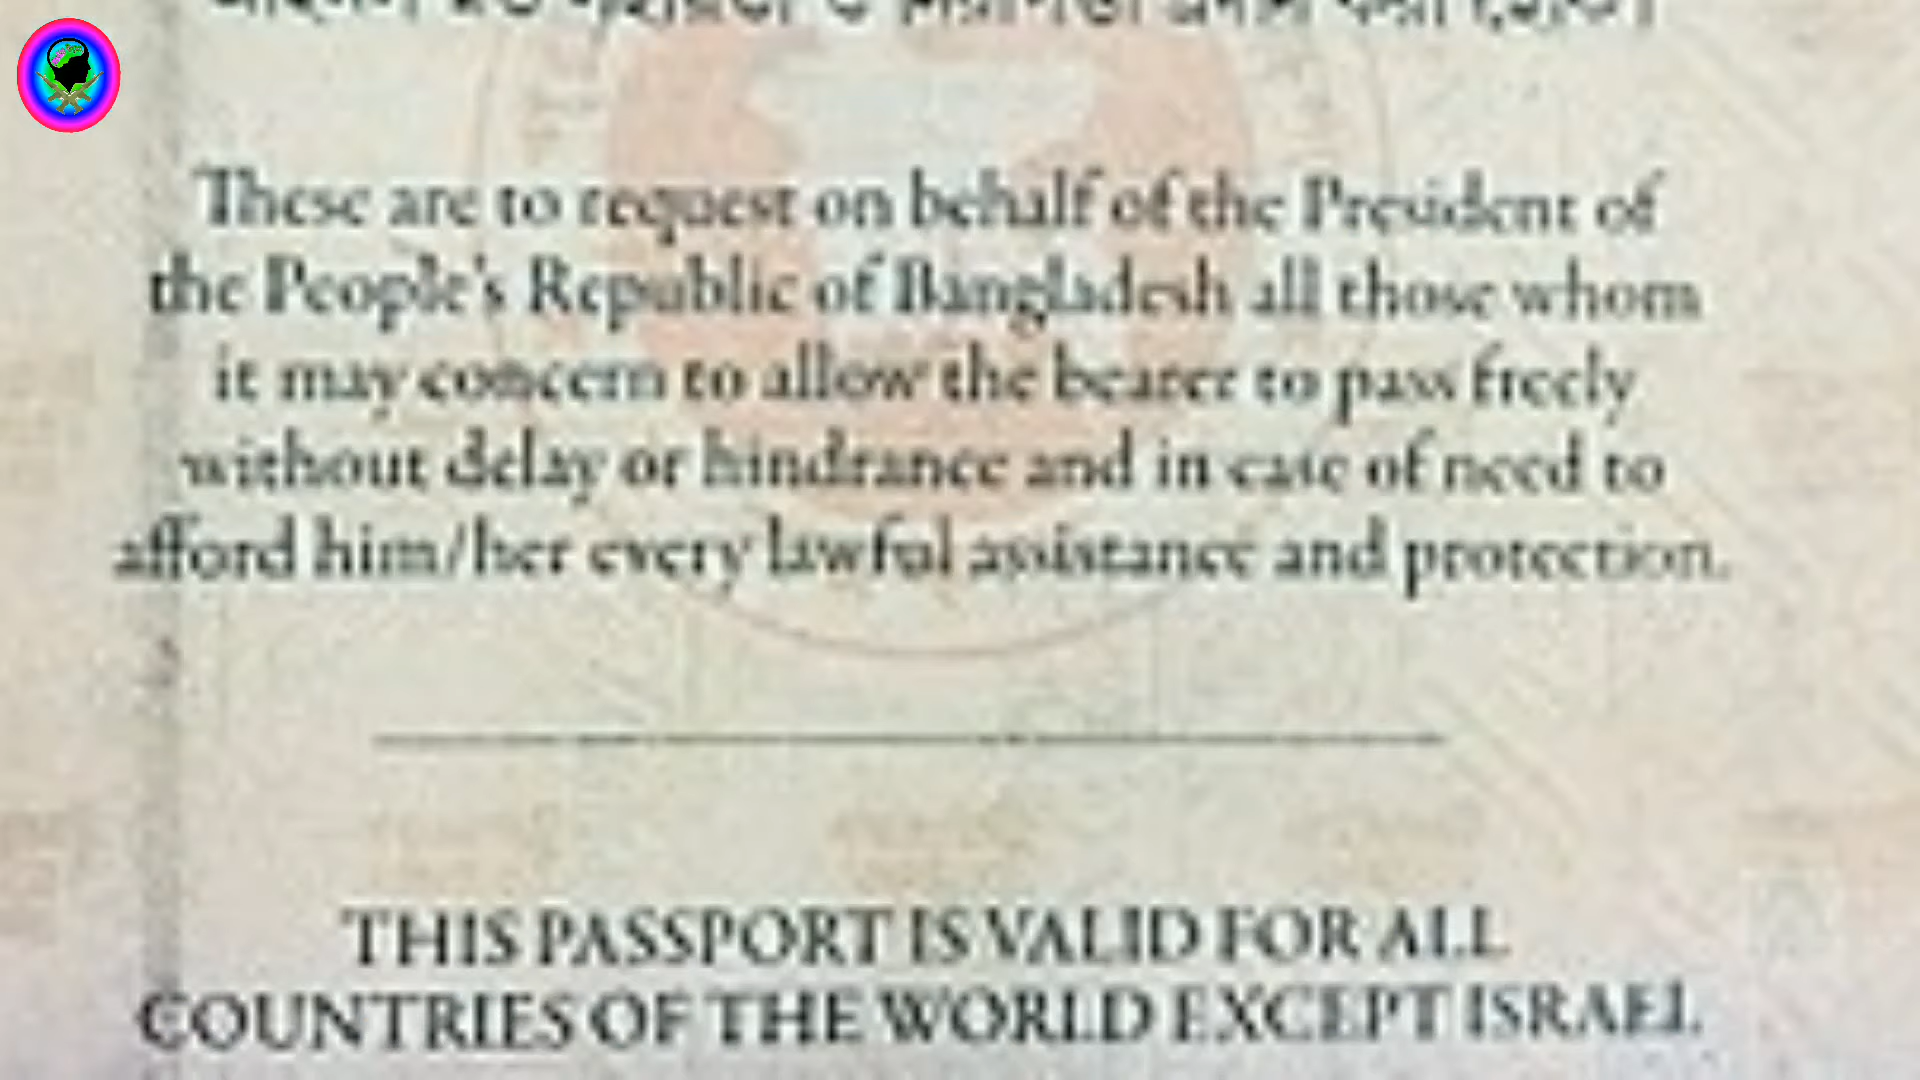 These are to request on behalf of the President of
the People's Republic of Bangladesh all those whom
it may concern to allow the bearer to pass freely
without delay or hindrance and in case of need to
afford him/her every lawful assistance and protection.
THIS PASSPORT IS VALID FOR ALL
COUNTRIES OF THE WORLD EXCEPT ISRAEL